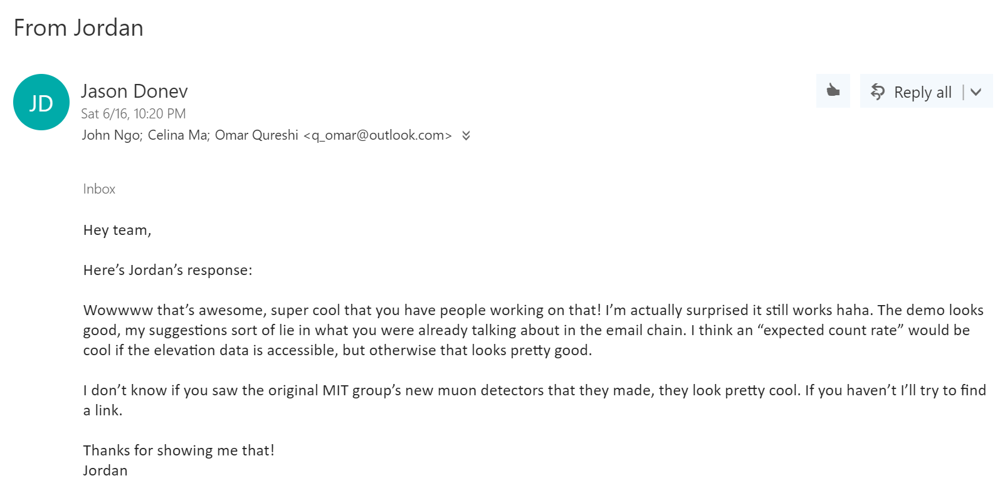 From Jordan
JD
Jason Donev
Sat 6/16, 10:20 PM
John Ngo; Celina Ma; Omar Qureshi <q_omar@outlook.com>
Reply all
Inbox
Hey team,
Here’s Jordan’s response:
Wowwww that’s awesome, super cool that you have people working on that! I’m actually surprised it still works haha. The demo looks
good, my suggestions sort of lie in what you were already talking about in the email chain. I think an “expected count rate” would be
cool if the elevation data is accessible, but otherwise that looks pretty good.
I don’t know if you saw the original MIT group’s new muon detectors that they made, they look pretty cool. If you haven’t I’ll try to find
a link.
Thanks for showing me that!
Jordan